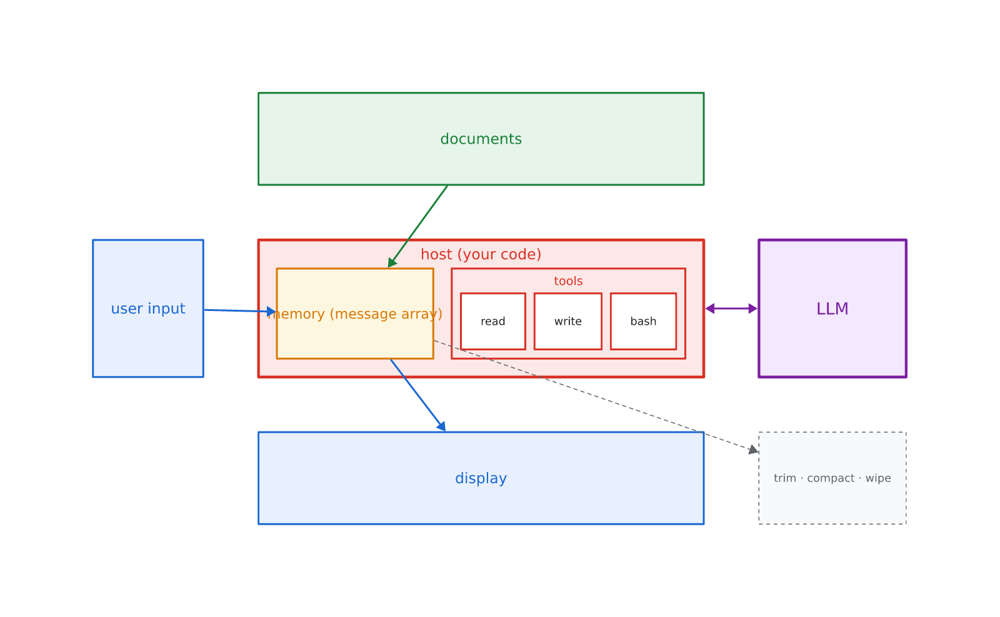 documents
host (your code)
tools
user input
memory (message array)
read
write
bash
LLM
display
trim · compact · wipe